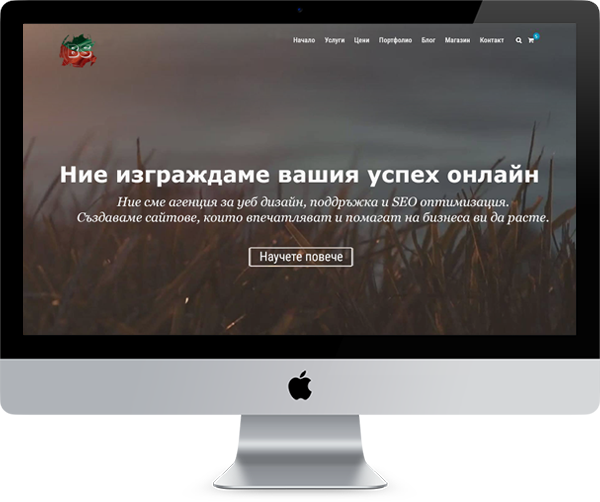 BS
Начало Услуги Цени Портфолио Блог Магазин Контакт
Ние изграждаме вашия успех онлайн
Ние сме агенция за уеб дизайн, поддръжка и SEO оптимизация.
Създаваме сайтове, които впечатляват и помагат на бизнеса ви да расте.
Научете повече